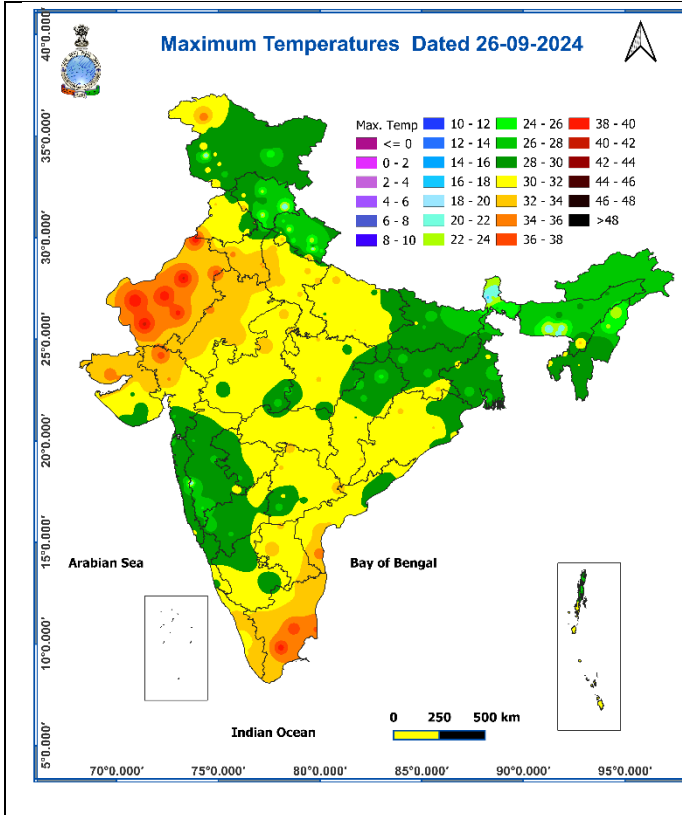 Maximum Temperatures Dated 26-09-2024
Max. Temp
<= 0
0 - 2
2 - 4
4 - 6
6 - 8
8 - 10
10 - 12
12 - 14
14 - 16
16 - 18
18 - 20
20 - 22
22 - 24
24 - 26
26 - 28
28 - 30
30 - 32
32 - 34
34 - 36
36 - 38
38 - 40
40 - 42
42 - 44
44 - 46
46 - 48
>48
40°0.000'
35°0.000'
30°0.000'
25°0.000'
20°0.000'
15°0.000'
10°0.000'
5°0.000'
Arabian Sea
Bay of Bengal
Indian Ocean
0 250 500 km
70°0.000' 75°0.000' 80°0.000' 85°0.000' 90°0.000' 95°0.000'